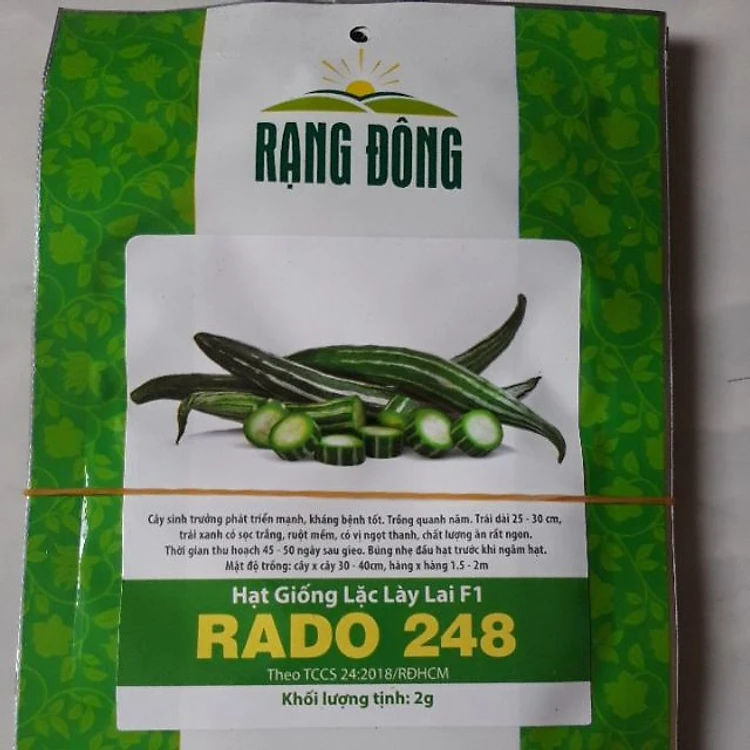 RẠNG ĐÔNG
Cây sinh trưởng phát triển mạnh, kháng bệnh tốt. Trồng quanh năm. Trái dài 25 - 30 cm,
trái xanh có sọc trắng, ruột mềm, có vị ngọt thanh, chất lượng ăn rất ngon.
Thời gian thu hoạch 45 - 50 ngày sau gieo. Búng nhẹ đầu hạt trước khi ngâm hạt.
Mật độ trồng: cây x cây 30 - 40cm, hàng x hàng 1.5 - 2m
Hạt Giống Lặc Lày Lai F1
RADO 248
Theo TCCS 24:2018/RĐHCM
Khối lượng tịnh: 2g